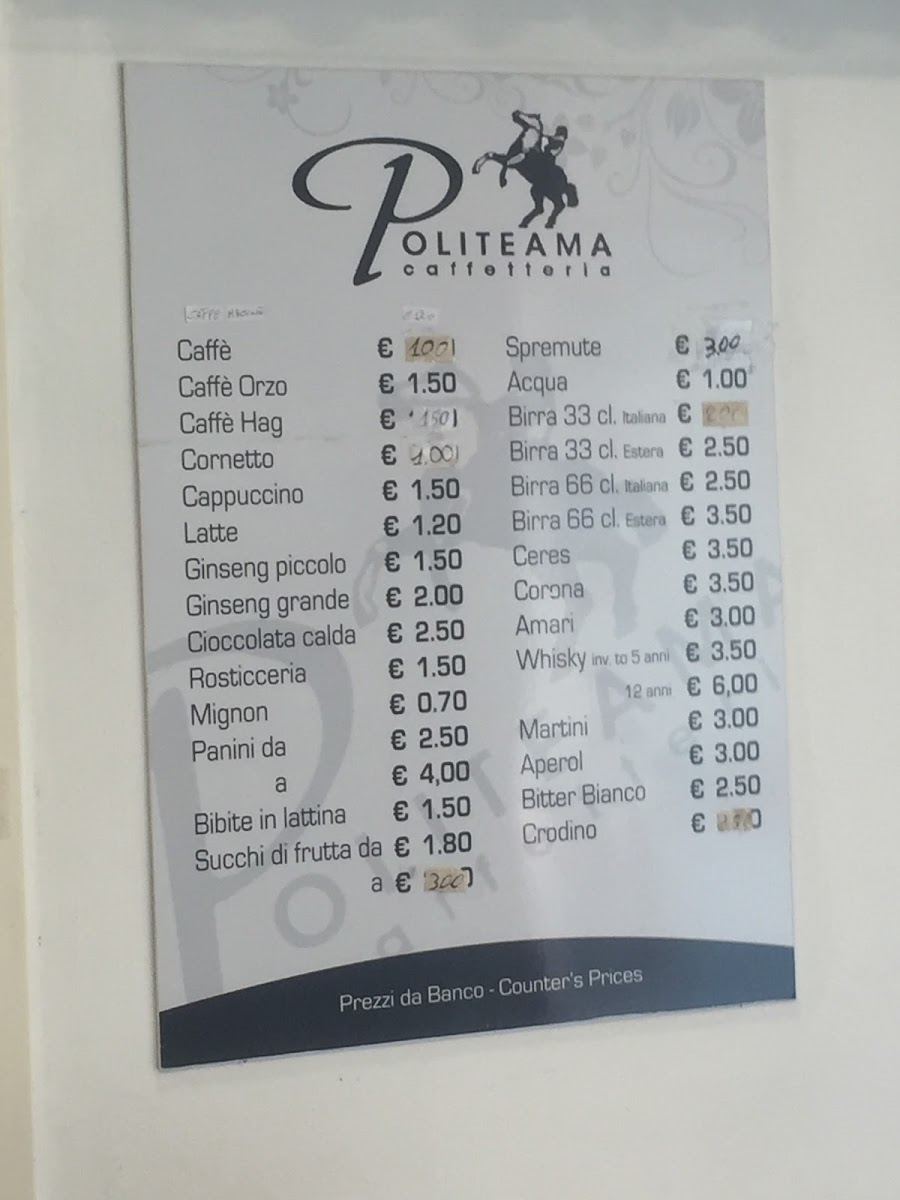 POLITEAMA
caffetteria
Caffè € 1.00
Caffè Orzo € 1.50
Caffè Hag € 1.50
Cornetto € 1.00
Cappuccino € 1.50
Latte € 1.20
Ginseng piccolo € 1.50
Ginseng grande € 2.00
Cioccolata calda € 2.50
Rosticceria € 1.50
Mignon € 0.70
Panini da € 2.50
a € 4,00
Bibite in lattina € 1.50
Succhi di frutta da € 1.80
a € 3.00
Spremute € 3.00
Acqua € 1.00
Birra 33 cl. Italiana €
Birra 33 cl. Estera € 2.50
Birra 66 cl. Italiana € 2.50
Birra 66 cl. Estera € 3.50
Ceres € 3.50
Corona € 3.50
Amari € 3.00
Whisky inv. to 5 anni € 3.50
12 anni € 6,00
Martini € 3.00
Aperol € 3.00
Bitter Bianco € 2.50
Crodino €
Prezzi da Banco - Counter's Prices